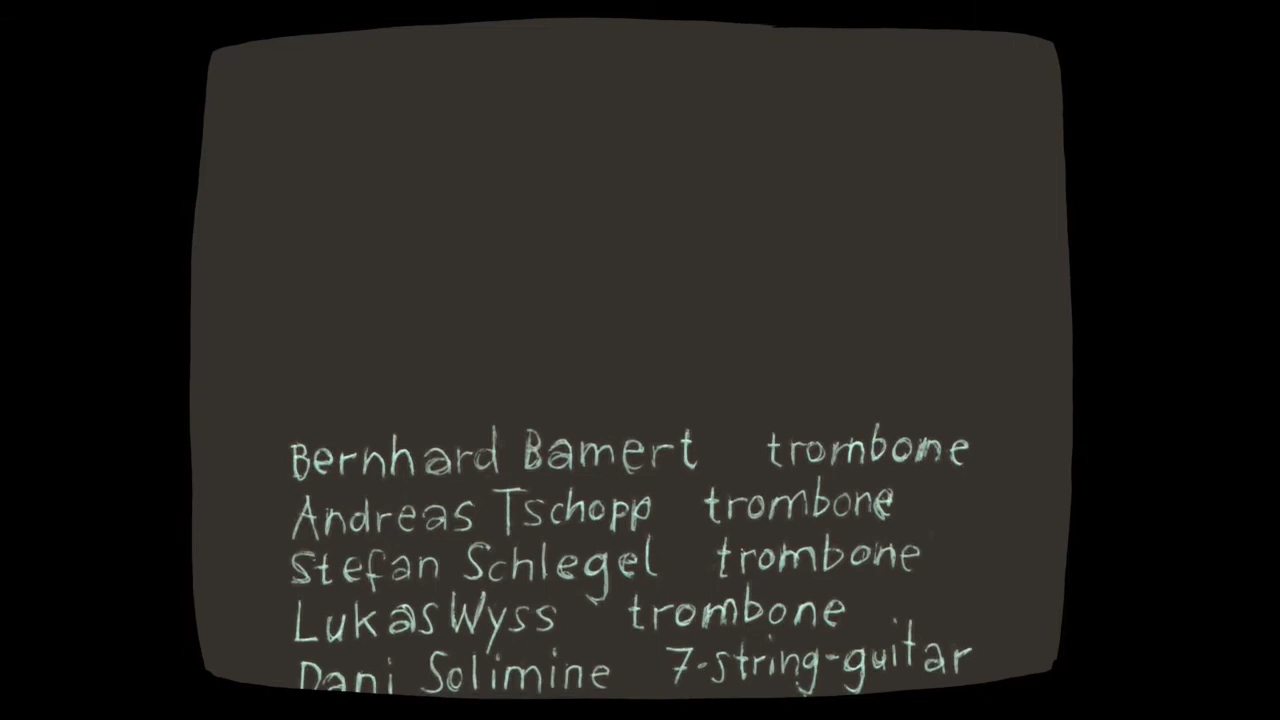 Bernhard Bamert trombone
Andreas Tschopp trombone
Stefan Schlegel trombone
Lukas Wyss trombone
Dani Solimine 7-string-guitar